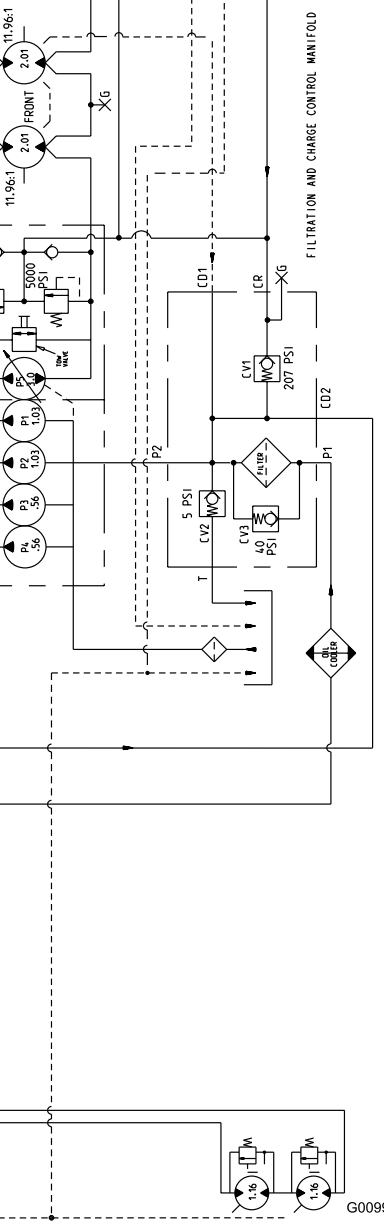 11.96:1
2.01
FRONT
G
2.01
11.96:1
FILTRATION AND CHARGE CONTROL MANIFOLD
5000
PSI
CD1
CR
G
TOW
VALVE
CV1
207 PSI
P5
3.0
CD2
P1
1.03
P2
1.03
P2
FILTER
P1
P3
.56
5 PSI
CV2
CV3
40
PSI
P4
.56
T
OIL
COOLER
1.16
1.16
G0099